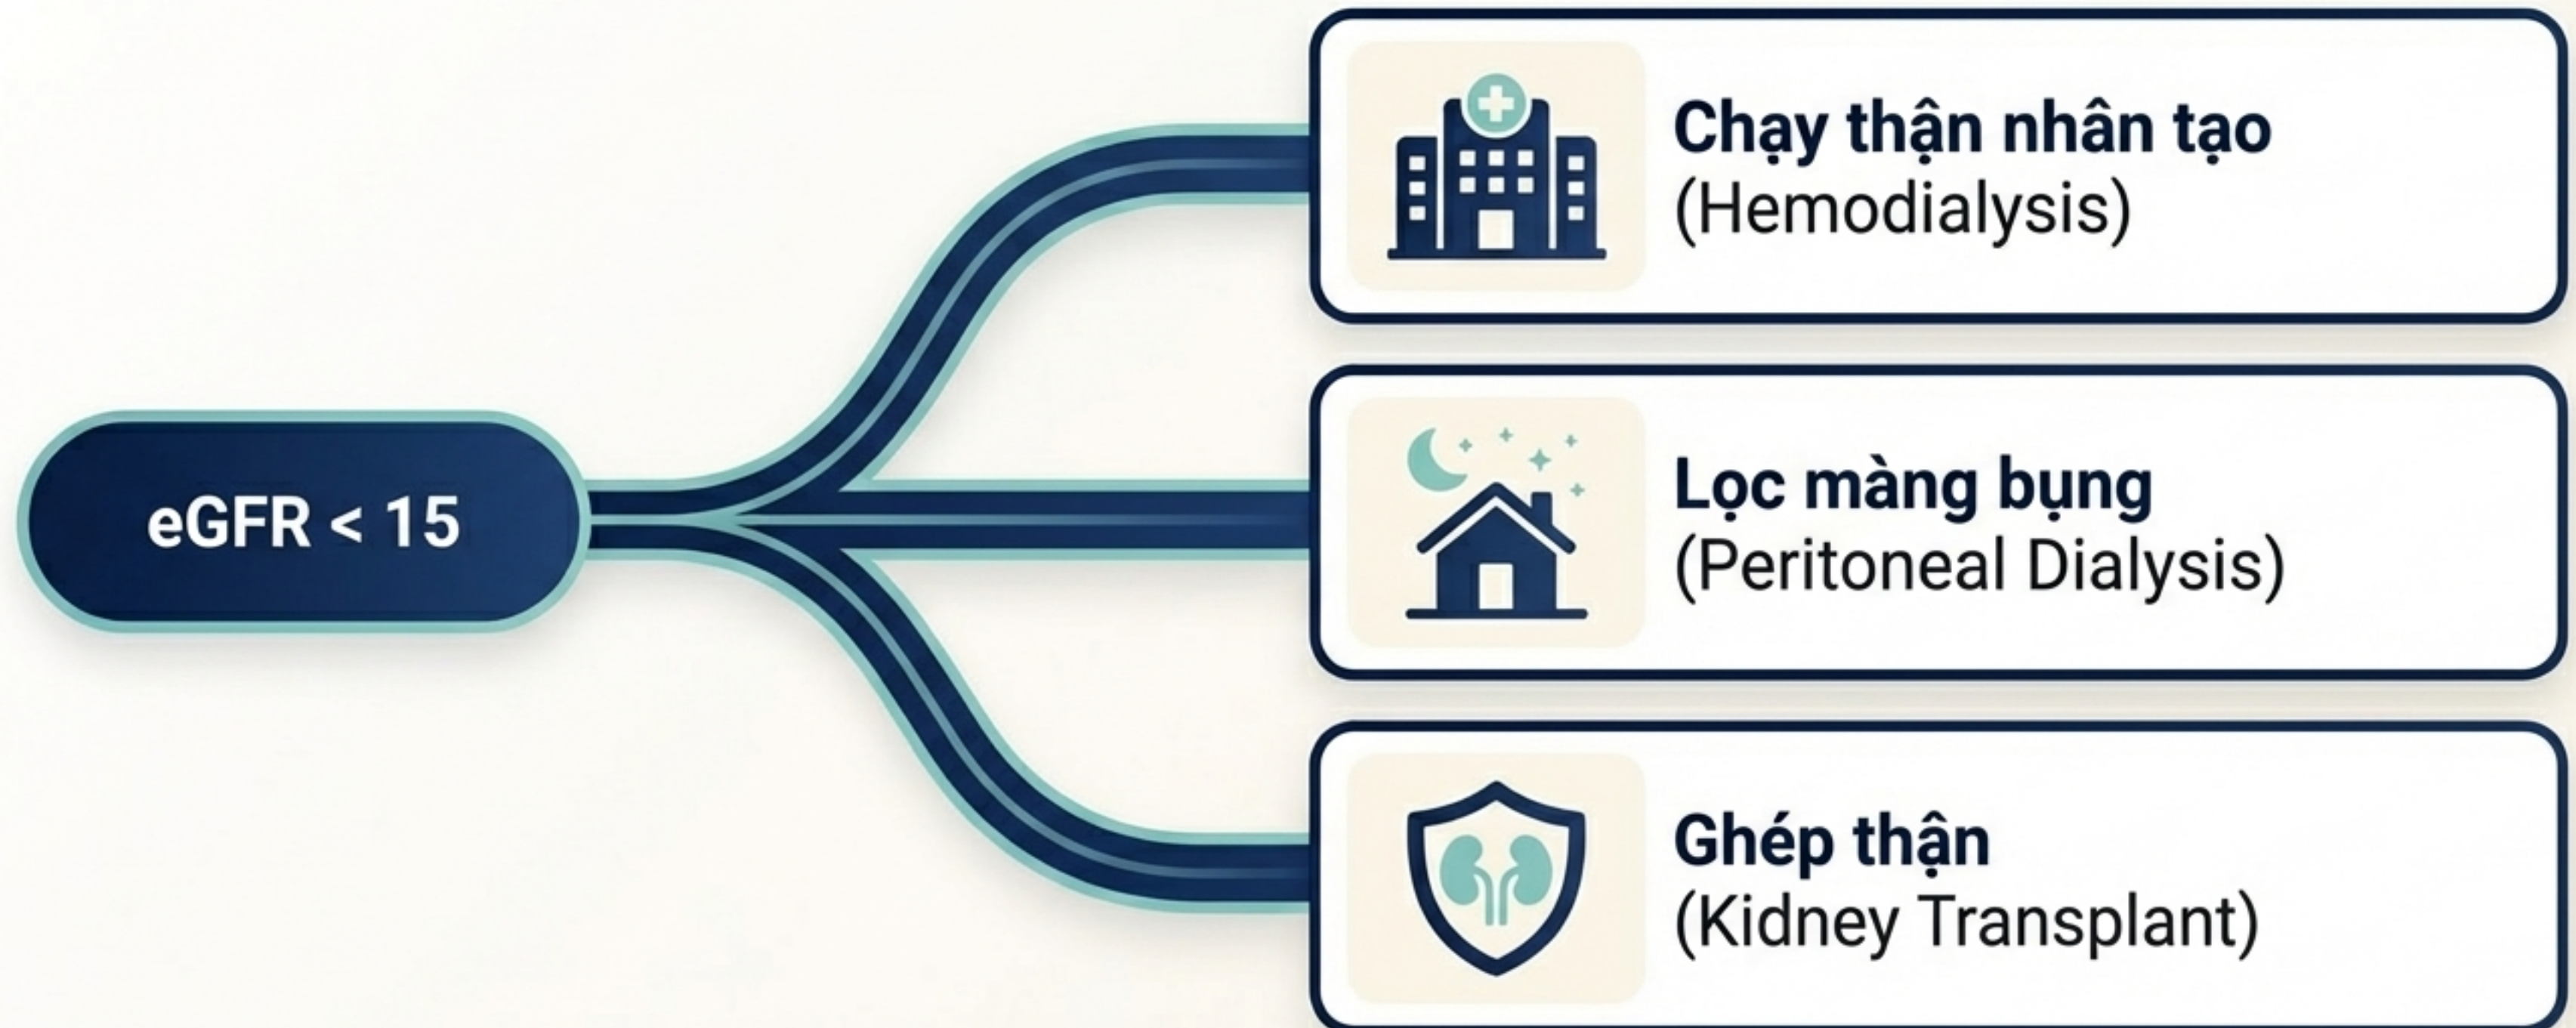 eGFR < 15
Chạy thận nhân tạo
(Hemodialysis)
Lọc màng bụng
(Peritoneal Dialysis)
Ghép thận
(Kidney Transplant)